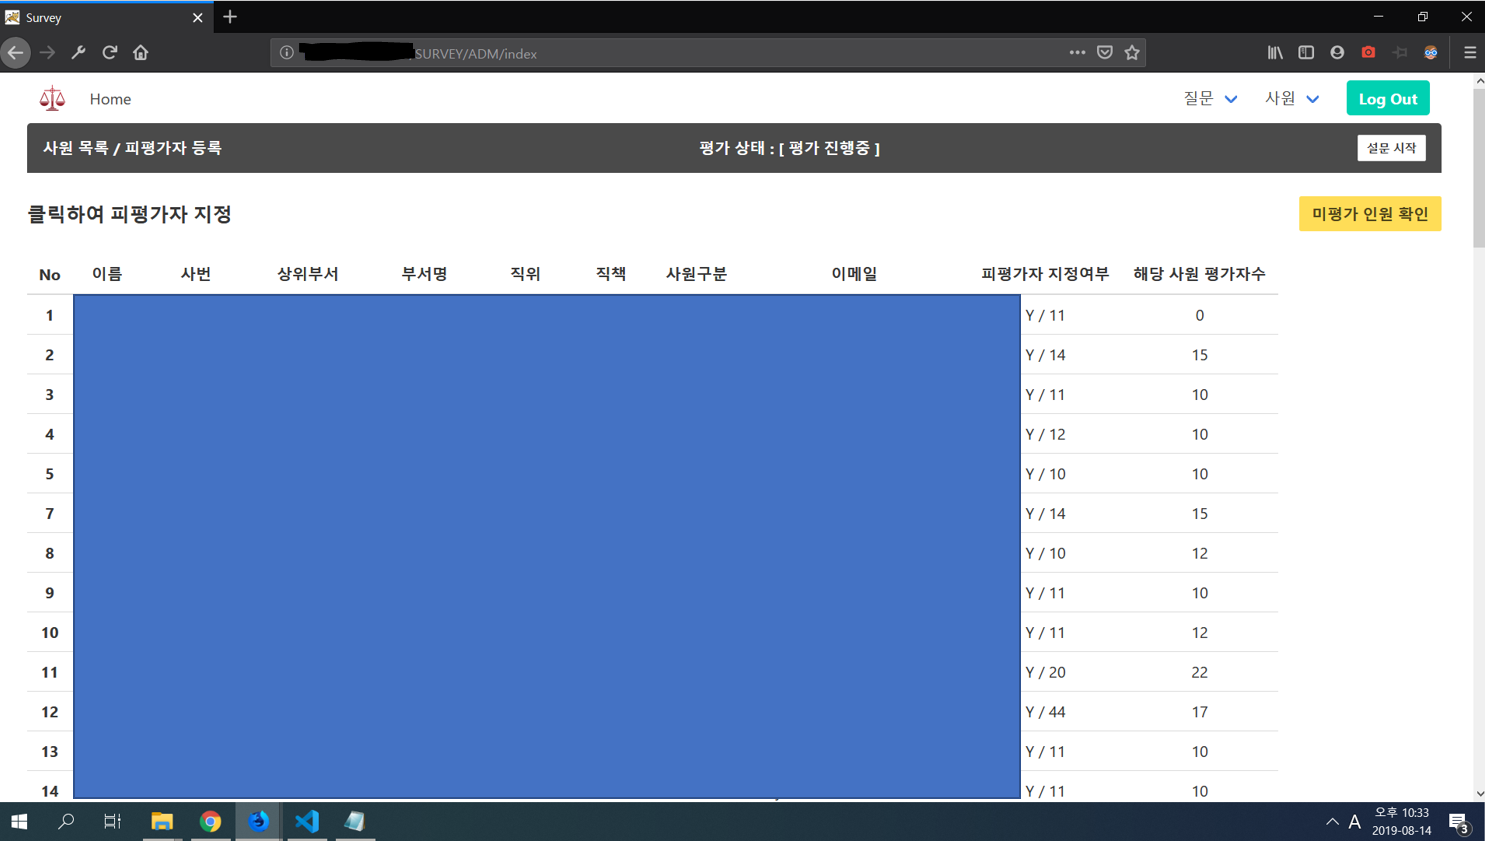 Survey
SURVEY/ADM/index
Home
질문
사원
Log Out
사원 목록 / 피평가자 등록
평가 상태 : [ 평가 진행중 ]
설문 시작
클릭하여 피평가자 지정
미평가 인원 확인
No 이름 사번 상위부서 부서명 직위 직책 사원구분 이메일 피평가자 지정여부 해당 사원 평가자수
1 Y / 11 0
2 Y / 14 15
3 Y / 11 10
4 Y / 12 10
5 Y / 10 10
7 Y / 14 15
8 Y / 10 12
9 Y / 11 10
10 Y / 11 12
11 Y / 20 22
12 Y / 44 17
13 Y / 11 10
14 Y / 11 10
A
오후 10:33
2019-08-14
3